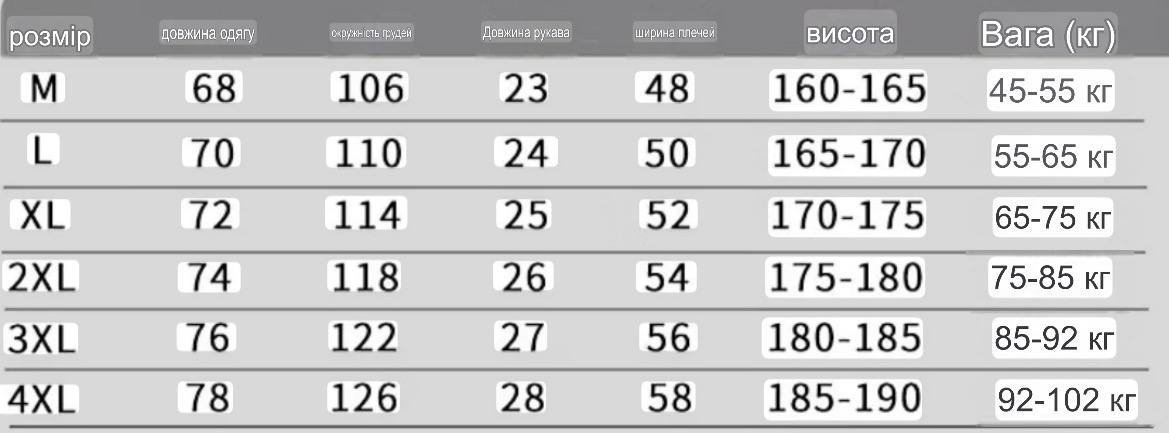 розмір довжина одягу окружність грудей Довжина рукава ширина плечей висота Вага (кг)
M 68 106 23 48 160-165 45-55 кг
L 70 110 24 50 165-170 55-65 кг
XL 72 114 25 52 170-175 65-75 кг
2XL 74 118 26 54 175-180 75-85 кг
3XL 76 122 27 56 180-185 85-92 кг
4XL 78 126 28 58 185-190 92-102 кг